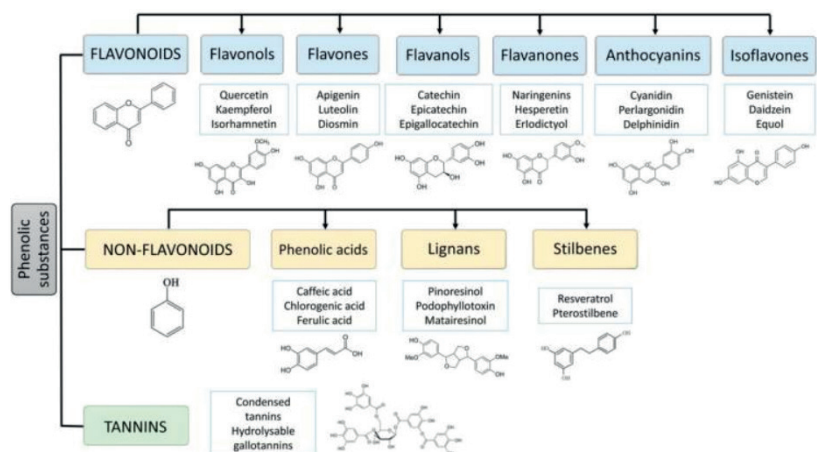 FLAVONOIDS
Flavonols
Flavones
Flavanols
Flavanones
Anthocyanins
Isoflavones
Quercetin
Kaempferol
Isorhamnetin
Apigenin
Luteolin
Diosmin
Catechin
Epicatechin
Epigallocatechin
Naringenins
Hesperetin
Erlodictyol
Cyanidin
Perlargonidin
Delphinidin
Genistein
Daidzein
Equol
Phenolic
substances
NON-FLAVONOIDS
Phenolic acids
Lignans
Stilbenes
OH
Caffeic acid
Chlorogenic acid
Ferulic acid
Pinoresinol
Podophyllotoxin
Matairesinol
Resveratrol
Pterostilbene
TANNINS
Condensed
tannins
Hydrolysable
gallotannins